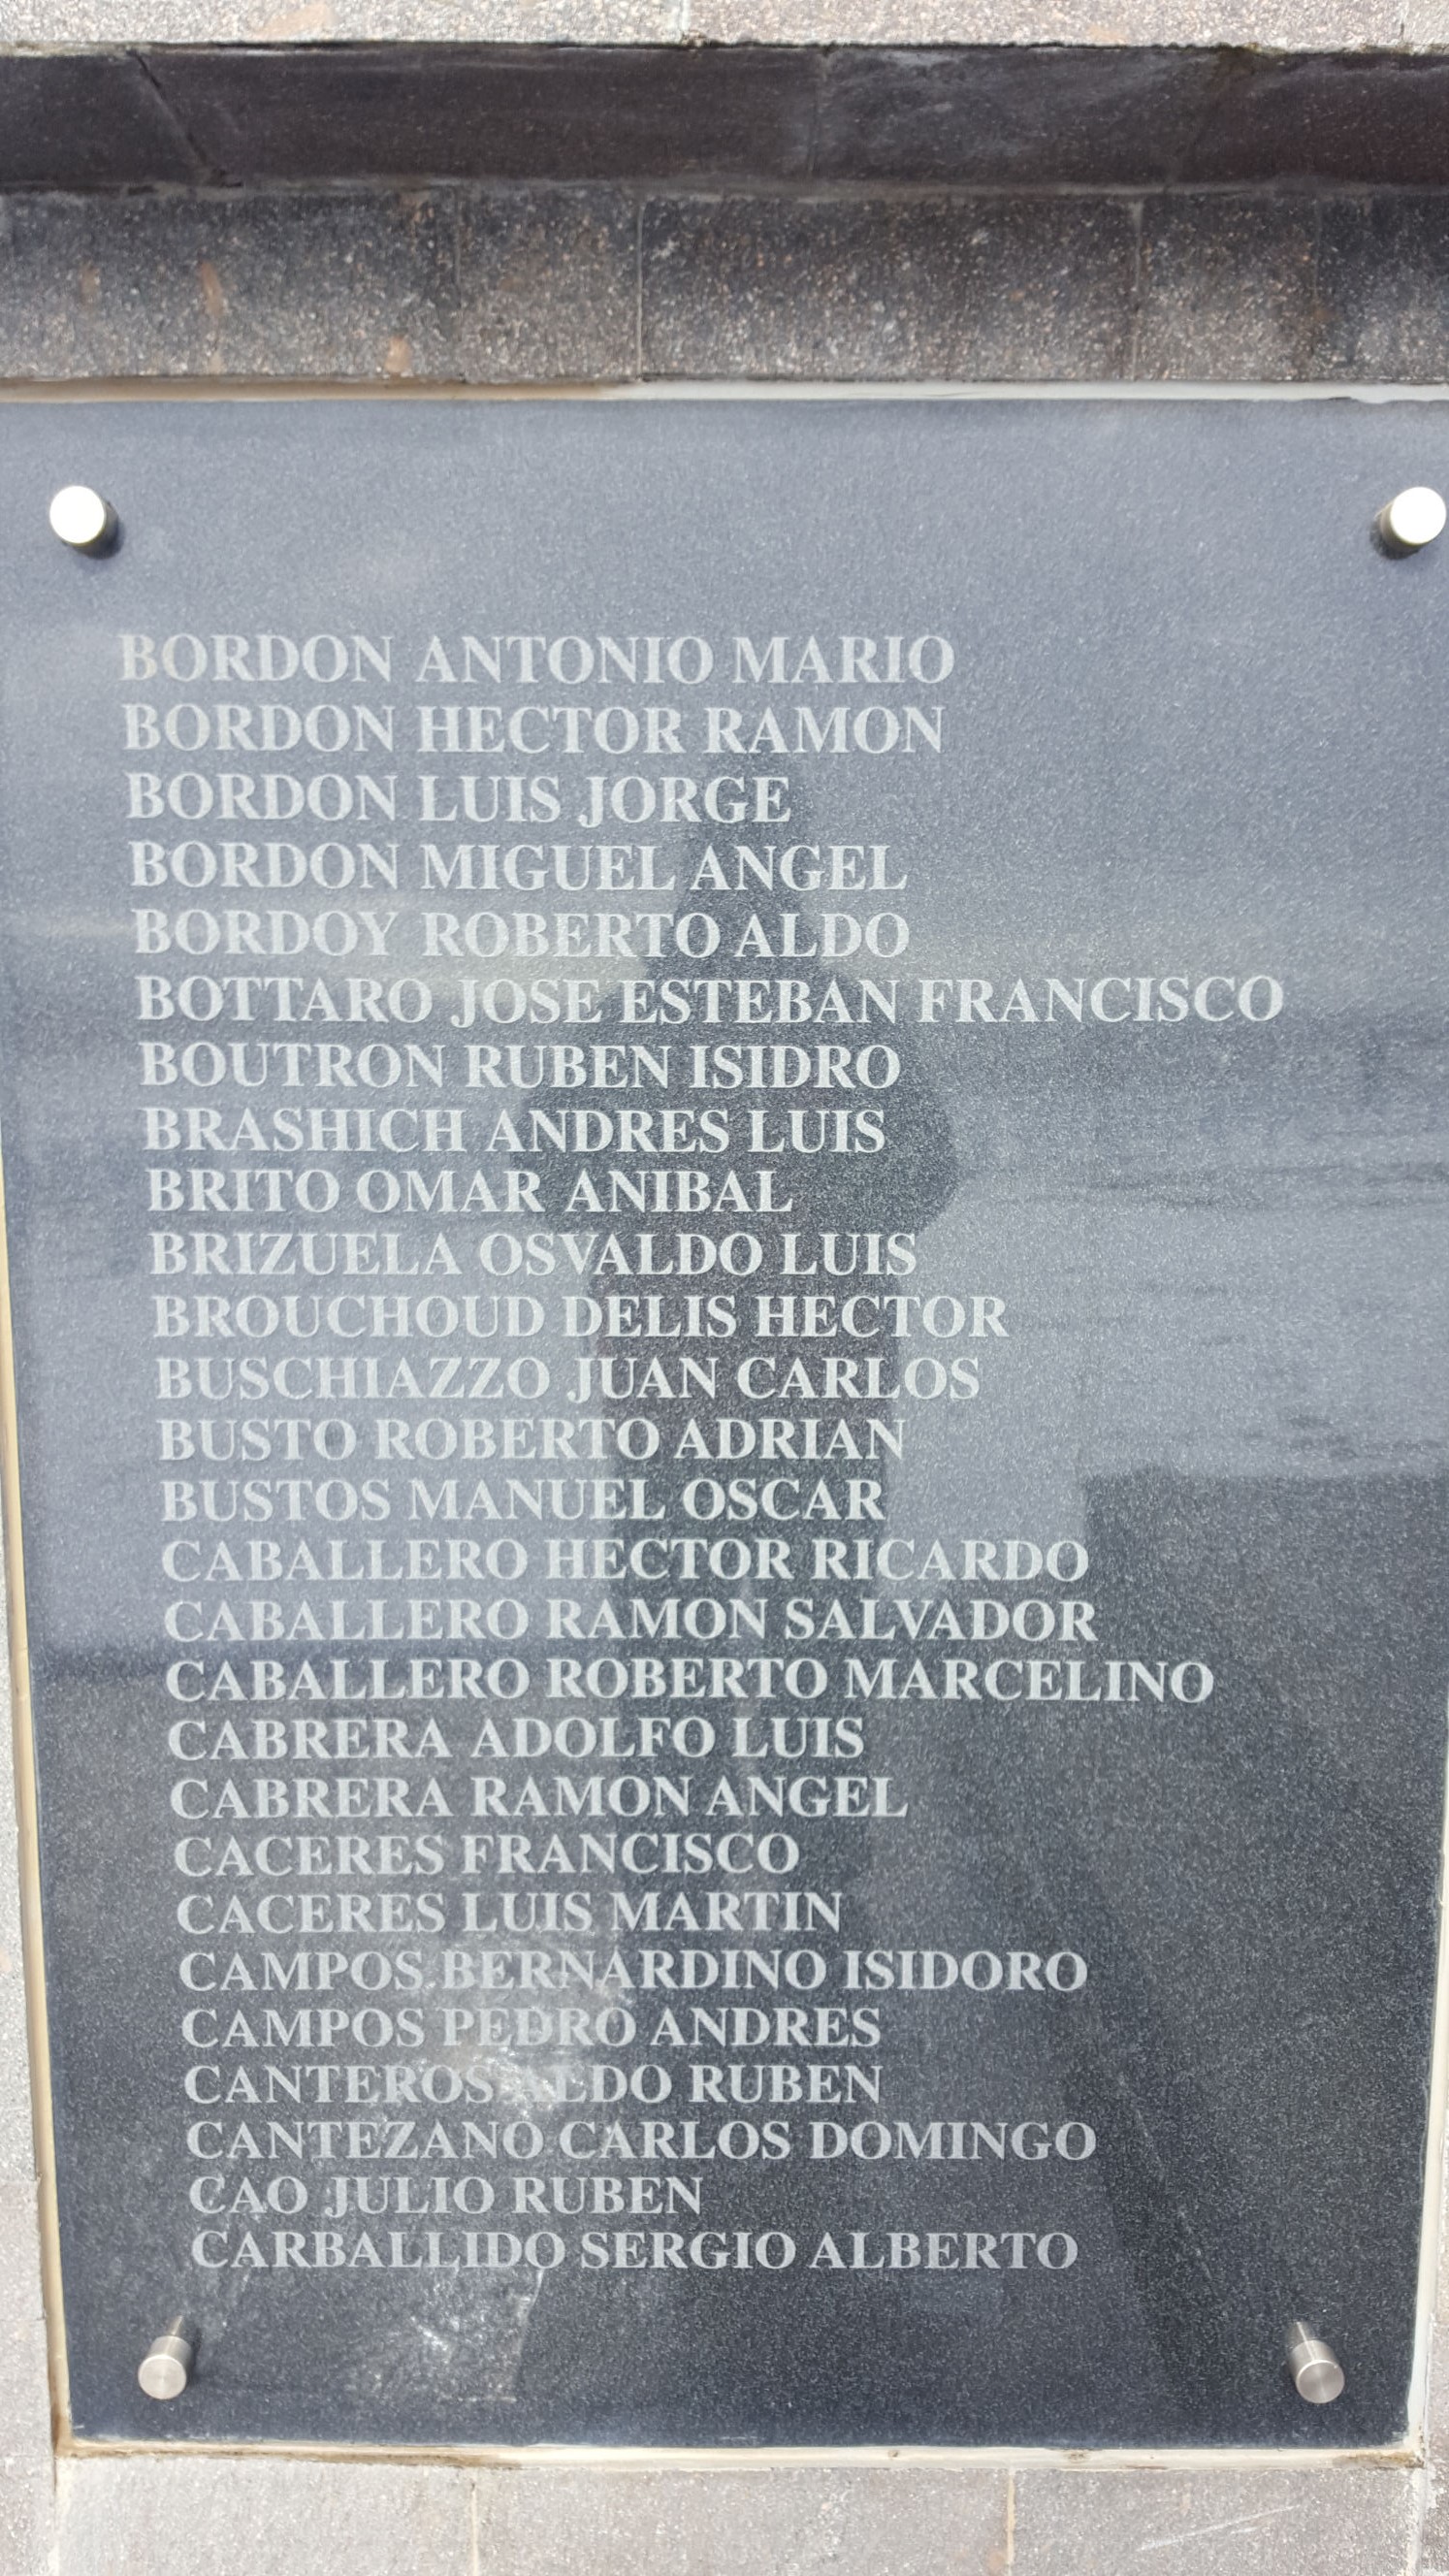 BORDON ANTONIO MARIO
BORDON HECTOR RAMON
BORDON LUIS JORGE
BORDON MIGUEL ANGEL
BORDOY ROBERTO ALDO
BOTTARO JOSE ESTEBAN FRANCISCO
BOUTRON RUBEN ISIDRO
BRASHICH ANDRES LUIS
BRITO OMAR ANIBAL
BRIZUELA OSVALDO LUIS
BROUCHOUD DELIS HECTOR
BUSCHIAZZO JUAN CARLOS
BUSTO ROBERTO ADRIAN
BUSTOS MANUEL OSCAR
CABALLERO HECTOR RICARDO
CABALLERO RAMON SALVADOR
CABALLERO ROBERTO MARCELINO
CABRERA ADOLFO LUIS
CABRERA RAMON ANGEL
CACERES FRANCISCO
CACERES LUIS MARTIN
CAMPOS BERNARDINO ISIDORO
CAMPOS PEDRO ANDRES
CANTEROS ALDO RUBEN
CANTEZANO CARLOS DOMINGO
CAO JULIO RUBEN
CARBALLIDO SERGIO ALBERTO